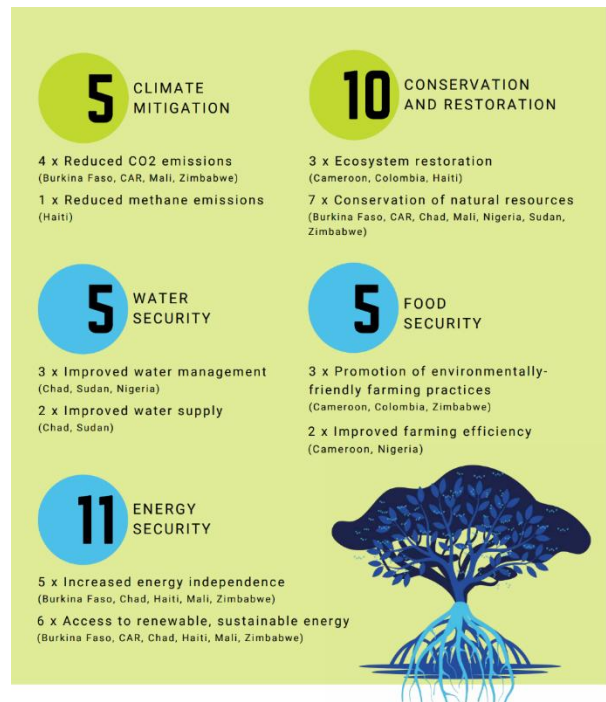 5
CLIMATE
MITIGATION
4 x Reduced CO2 emissions
(Burkina Faso, CAR, Mali, Zimbabwe)
1 x Reduced methane emissions
(Haiti)
10
CONSERVATION
AND RESTORATION
3 x Ecosystem restoration
(Cameroon, Colombia, Haiti)
7 x Conservation of natural resources
(Burkina Faso, CAR, Chad, Mali, Nigeria, Sudan,
Zimbabwe)
5
WATER
SECURITY
3 x Improved water management
(Chad, Sudan, Nigeria)
2 x Improved water supply
(Chad, Sudan)
5
FOOD
SECURITY
3 x Promotion of environmentally-
friendly farming practices
(Cameroon, Colombia, Zimbabwe)
2 x Improved farming efficiency
(Cameroon, Nigeria)
11
ENERGY
SECURITY
5 x Increased energy independence
(Burkina Faso, Chad, Haiti, Mali, Zimbabwe)
6 x Access to renewable, sustainable energy
(Burkina Faso, CAR, Chad, Haiti, Mali, Zimbabwe)